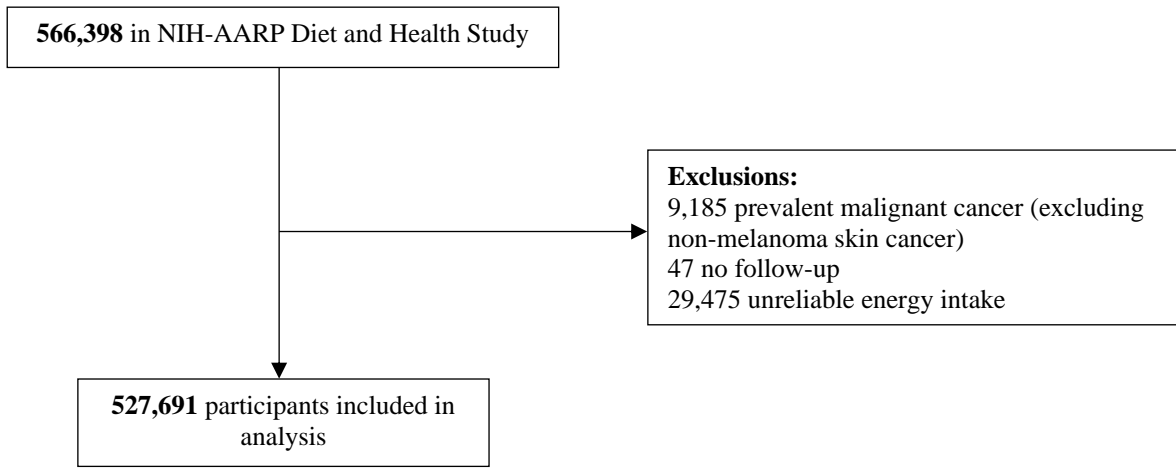 566,398 in NIH-AARP Diet and Health Study
Exclusions:
9,185 prevalent malignant cancer (excluding
non-melanoma skin cancer)
47 no follow-up
29,475 unreliable energy intake
527,691 participants included in
analysis